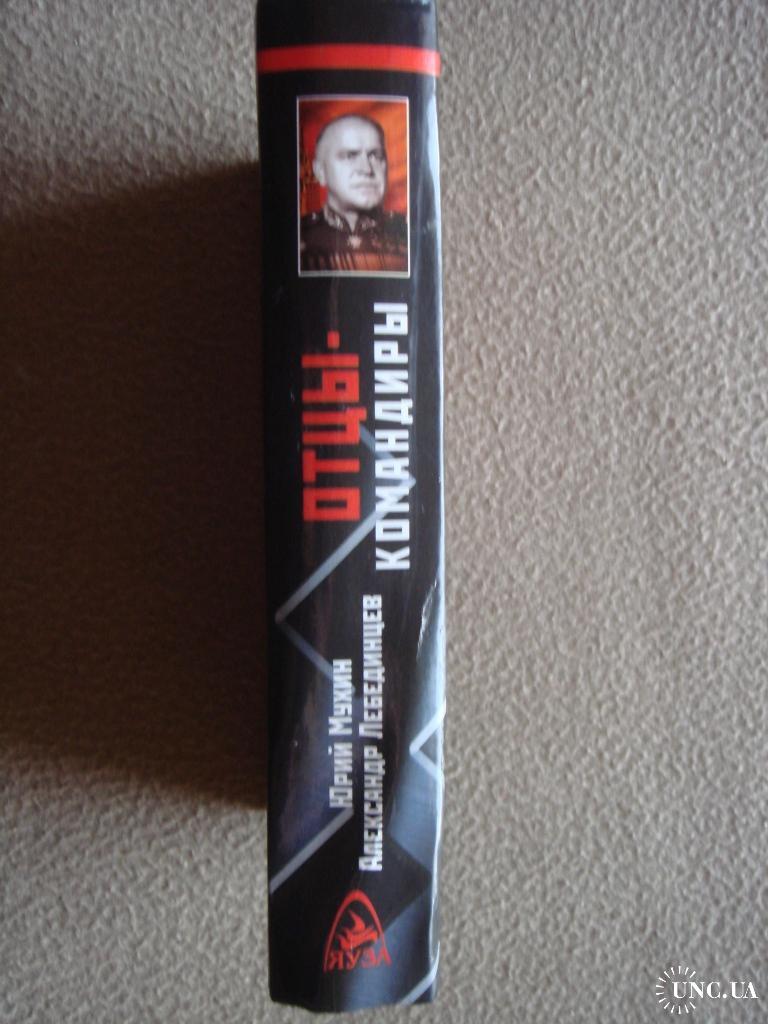 Юрий Мухин
Александр Лебединцев
ОТЦЫ-
КОМАНДИРЫ
ЯУЗА
UNC.UA